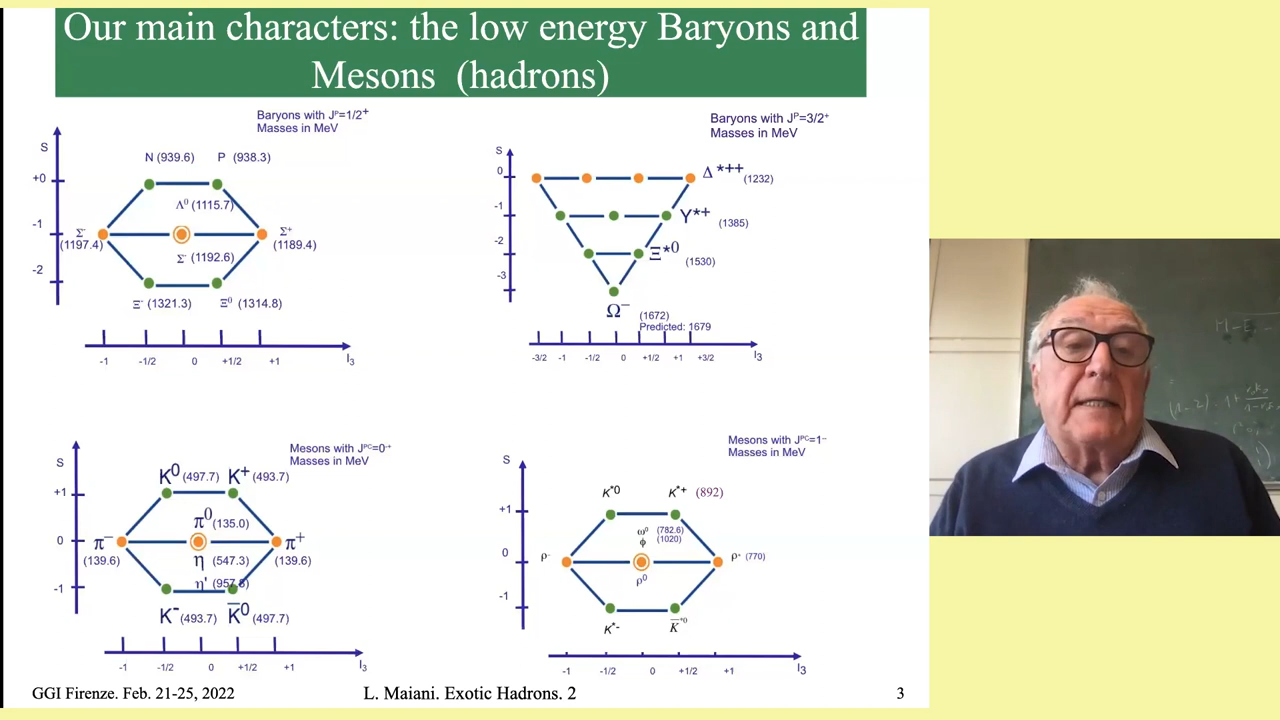 Our main characters: the low energy Baryons and
Mesons (hadrons)
Baryons with Jᴾ=1/2⁺
Masses in MeV
S
N (939.6) P (938.3)
+0
Λ⁰ (1115.7)
-1
Σ⁻
(1197.4)
Σ⁺
(1189.4)
Σ⁻ (1192.6)
-2
Ξ⁻ (1321.3) Ξ⁰ (1314.8)
-1 -1/2 0 +1/2 +1 I₃
Baryons with Jᴾ=3/2⁺
Masses in MeV
S
0
Δ*++ (1232)
-1
Y*+ (1385)
-2
Ξ*0 (1530)
-3
Ω⁻ (1672)
Predicted: 1679
-3/2 -1 -1/2 0 +1/2 +1 +3/2 I₃
Mesons with Jᴾᶜ=0⁻⁺
Masses in MeV
S
K⁰ (497.7) K⁺ (493.7)
+1
π⁰ (135.0)
0
π⁻
(139.6)
π⁺
(139.6)
η (547.3)
η' (957.8)
-1
K⁻ (493.7) K̅⁰ (497.7)
-1 -1/2 0 +1/2 +1 I₃
Mesons with Jᴾᶜ=1⁻⁻
Masses in MeV
S
K*0 K*+ (892)
+1
ω⁰ (782.6)
ϕ (1020)
0
ρ⁻
ρ⁺ (770)
ρ⁰
-1
K*- K̅*0
-1 -1/2 0 +1/2 +1 I₃
GGI Firenze. Feb. 21-25, 2022 L. Maiani. Exotic Hadrons. 2 3